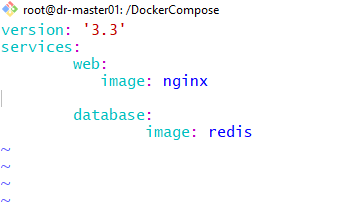 root@dr-master01: /DockerCompose
version: '3.3'
services:
        web:
           image: nginx

        database:
                image: redis
~
~
~
~